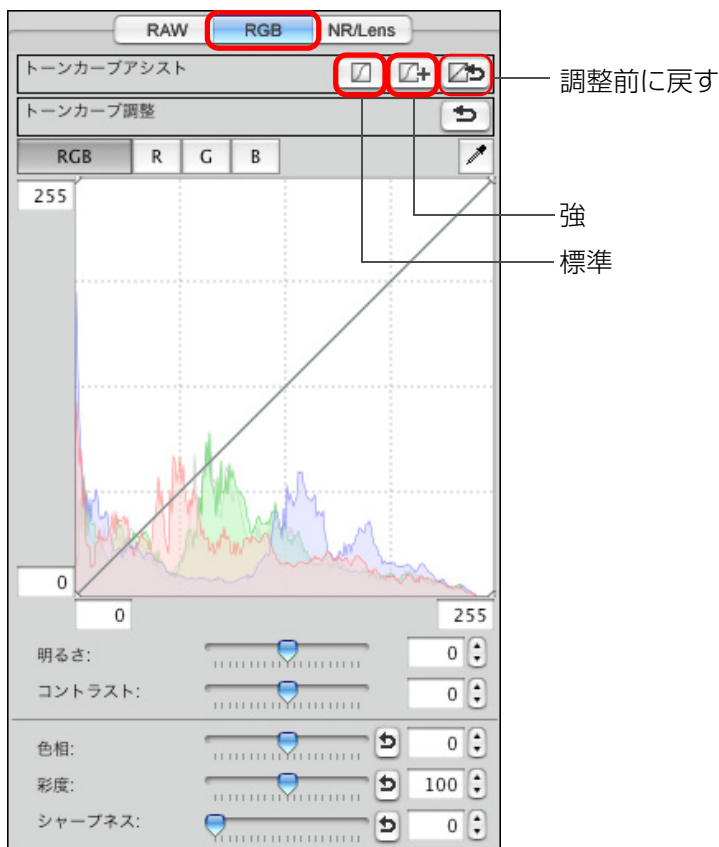 RAW RGB NR/Lens
トーンカーブアシスト
調整前に戻す
トーンカーブ調整
RGB R G B
255
強
標準
0
0 255
明るさ: 0
コントラスト: 0
色相: 0
彩度: 100
シャープネス: 0